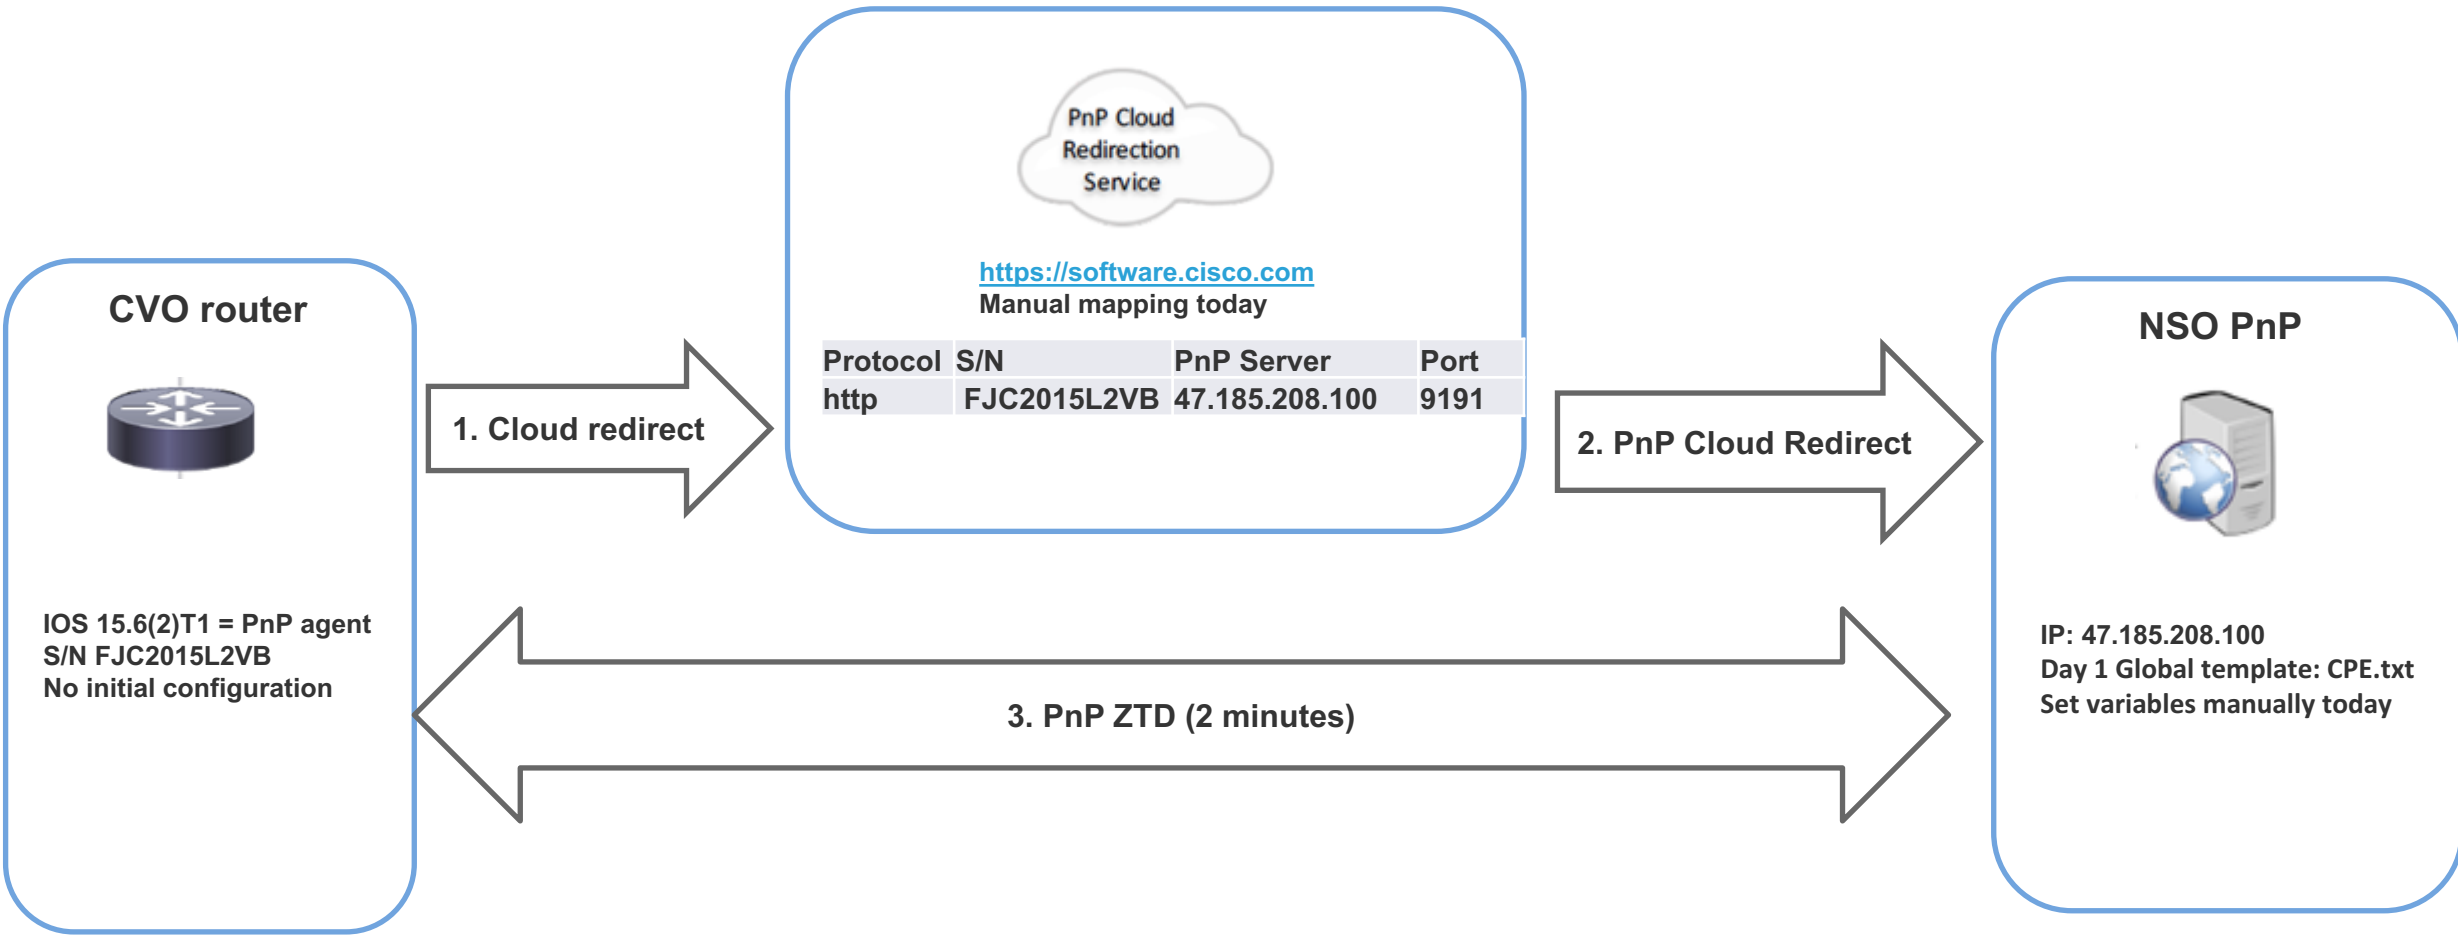 PnP Cloud
Redirection
Service
https://software.cisco.com
Manual mapping today
Protocol S/N PnP Server Port
http FJC2015L2VB 47.185.208.100 9191
CVO router
IOS 15.6(2)T1 = PnP agent
S/N FJC2015L2VB
No initial configuration
1. Cloud redirect
2. PnP Cloud Redirect
NSO PnP
IP: 47.185.208.100
Day 1 Global template: CPE.txt
Set variables manually today
3. PnP ZTD (2 minutes)